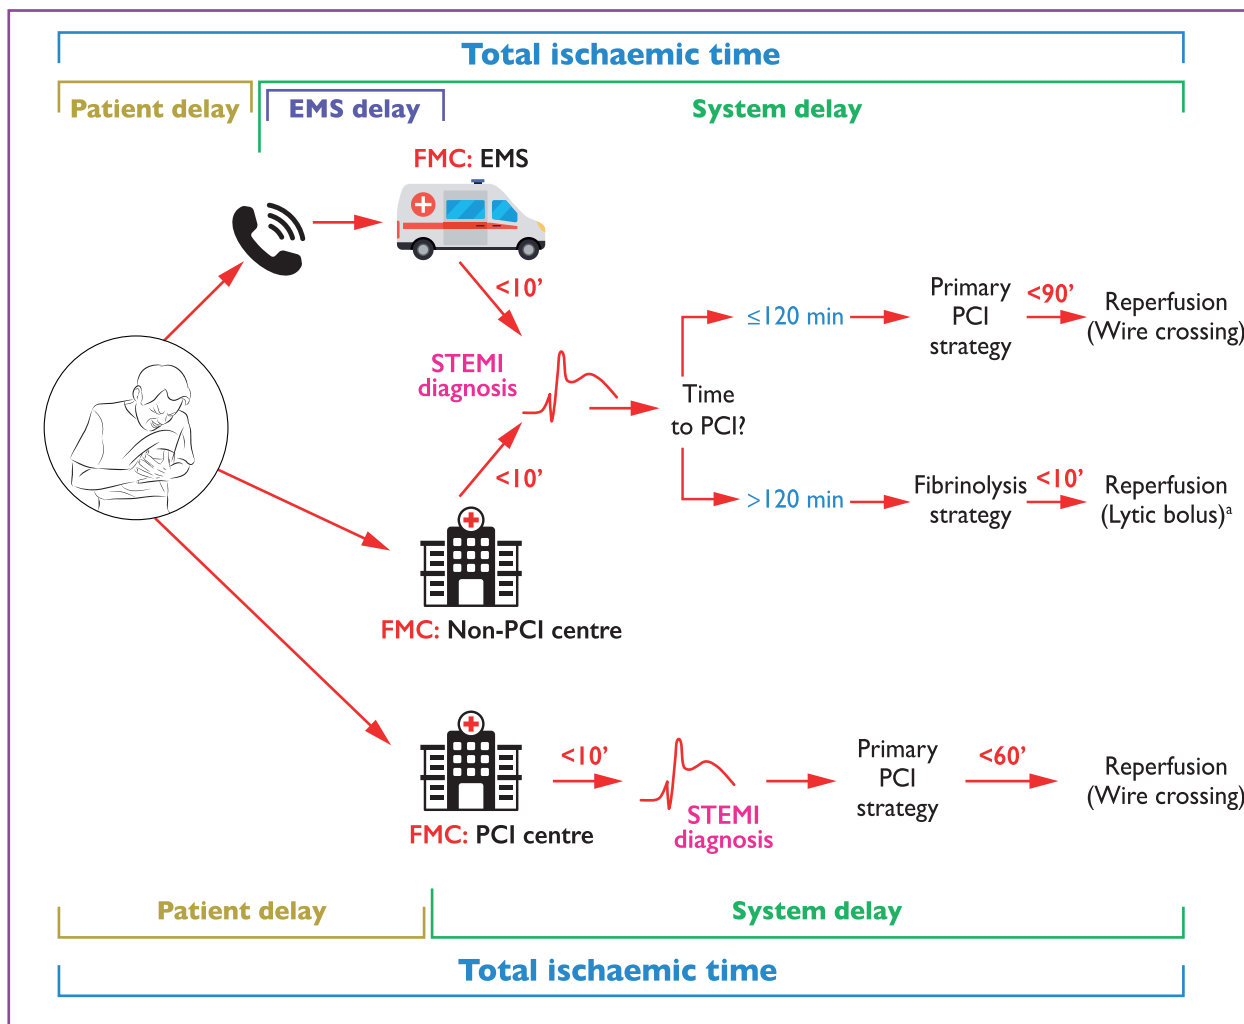 Total ischaemic time
Patient delay
EMS delay
System delay
FMC: EMS
<10’
STEMI
diagnosis
<10’
FMC: Non-PCI centre
Time
to PCI?
≤120 min
Primary
PCI
strategy
<90’
Reperfusion
(Wire crossing)
>120 min
Fibrinolysis
strategy
<10’
Reperfusion
(Lytic bolus)ᵃ
FMC: PCI centre
<10’
STEMI
diagnosis
Primary
PCI
strategy
<60’
Reperfusion
(Wire crossing)
Patient delay
System delay
Total ischaemic time